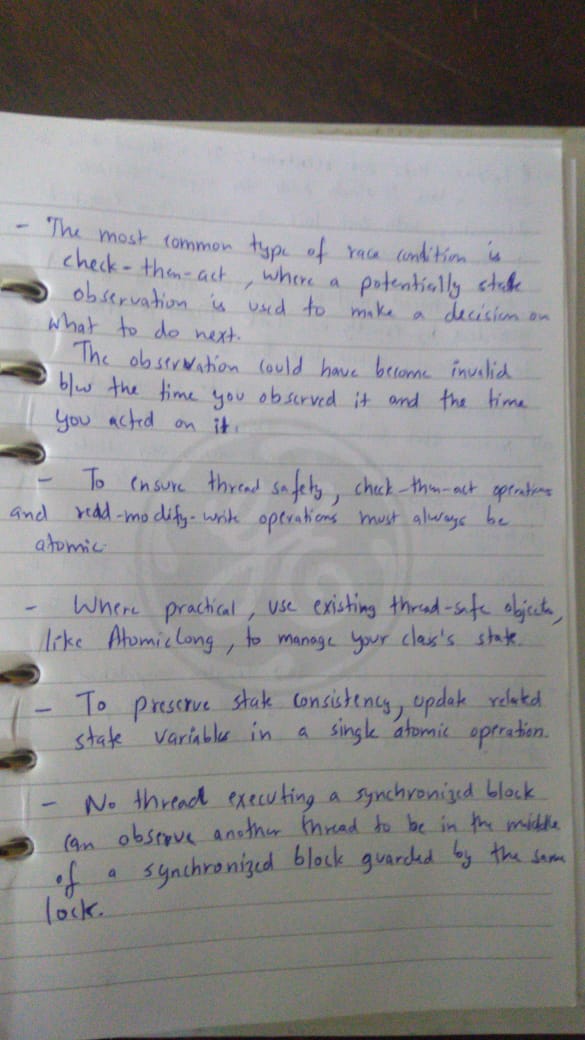 - The most common type of race condition is
check-then-act, where a potentially stale
observation is used to make a decision on
what to do next.
The observation could have become invalid
b/w the time you observed it and the time
you acted on it.
- To ensure thread safety, check-then-act operations
and read-modify-write operations must always be
atomic.
- Where practical, use existing thread-safe objects,
like AtomicLong, to manage your class's state.
- To preserve state consistency, update related
state variables in a single atomic operation.
- No thread executing a synchronized block
can observe another thread to be in the middle
of a synchronized block guarded by the same
lock.